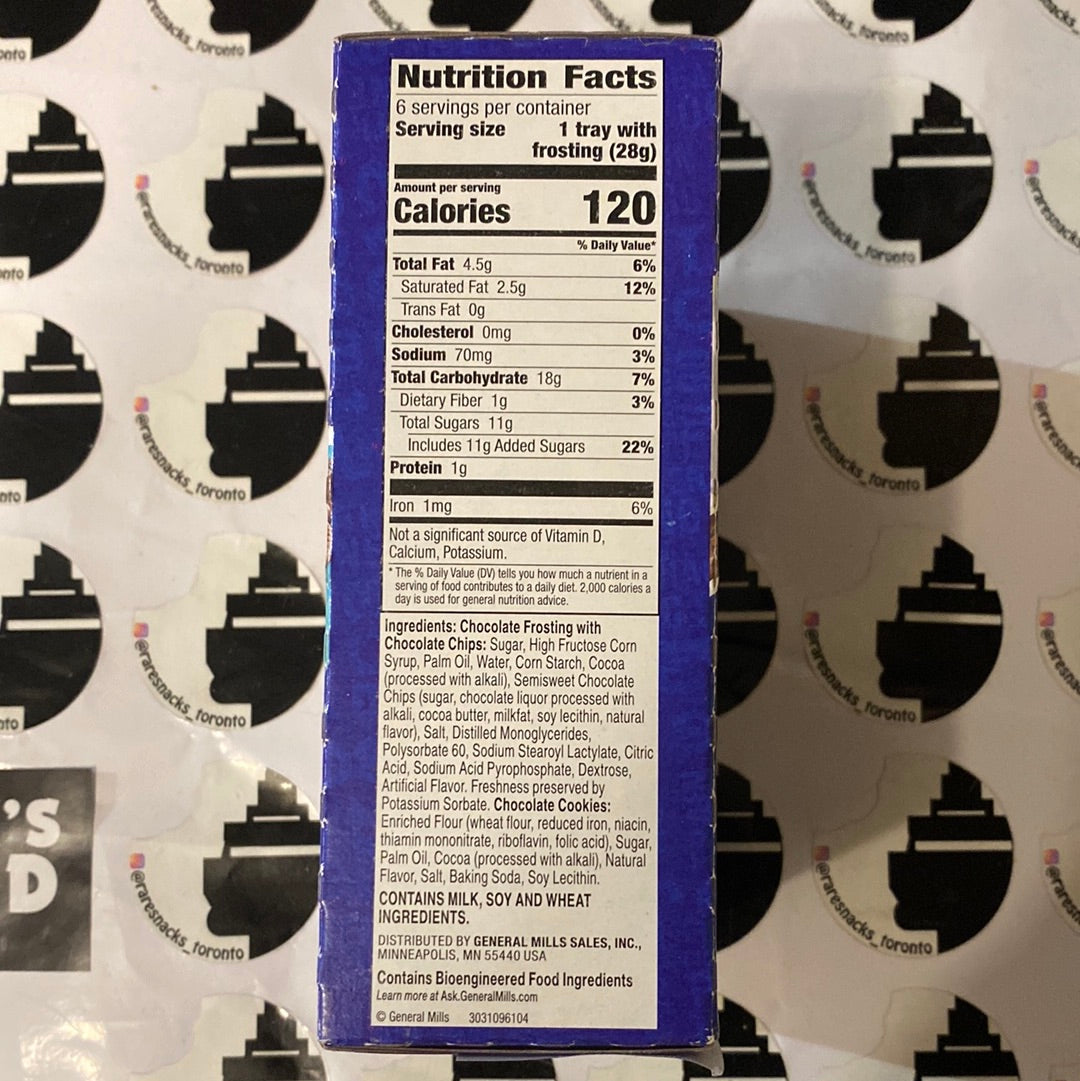 Nutrition Facts
6 servings per container
Serving size 1 tray with
frosting (28g)
Amount per serving
Calories 120
% Daily Value*
Total Fat 4.5g 6%
Saturated Fat 2.5g 12%
Trans Fat 0g
Cholesterol 0mg 0%
Sodium 70mg 3%
Total Carbohydrate 18g 7%
Dietary Fiber 1g 3%
Total Sugars 11g
Includes 11g Added Sugars 22%
Protein 1g
Iron 1mg 6%
Not a significant source of Vitamin D,
Calcium, Potassium.
* The % Daily Value (DV) tells you how much a nutrient in a
serving of food contributes to a daily diet. 2,000 calories a
day is used for general nutrition advice.
Ingredients: Chocolate Frosting with
Chocolate Chips: Sugar, High Fructose Corn
Syrup, Palm Oil, Water, Corn Starch, Cocoa
(processed with alkali), Semisweet Chocolate
Chips (sugar, chocolate liquor processed with
alkali, cocoa butter, milkfat, soy lecithin, natural
flavor), Salt, Distilled Monoglycerides,
Polysorbate 60, Sodium Stearoyl Lactylate, Citric
Acid, Sodium Acid Pyrophosphate, Dextrose,
Artificial Flavor. Freshness preserved by
Potassium Sorbate. Chocolate Cookies:
Enriched Flour (wheat flour, reduced iron, niacin,
thiamin mononitrate, riboflavin, folic acid), Sugar,
Palm Oil, Cocoa (processed with alkali), Natural
Flavor, Salt, Baking Soda, Soy Lecithin.
CONTAINS MILK, SOY AND WHEAT
INGREDIENTS.
DISTRIBUTED BY GENERAL MILLS SALES, INC.,
MINNEAPOLIS, MN 55440 USA
Contains Bioengineered Food Ingredients
Learn more at Ask.GeneralMills.com
© General Mills 3031096104
@raresnacks_toronto
@raresnacks_toronto
@raresnacks_toronto
@raresnacks_toronto
@raresnacks_toronto
@raresnacks_toronto
@raresnacks_toronto
@raresnacks_toronto
'S
D